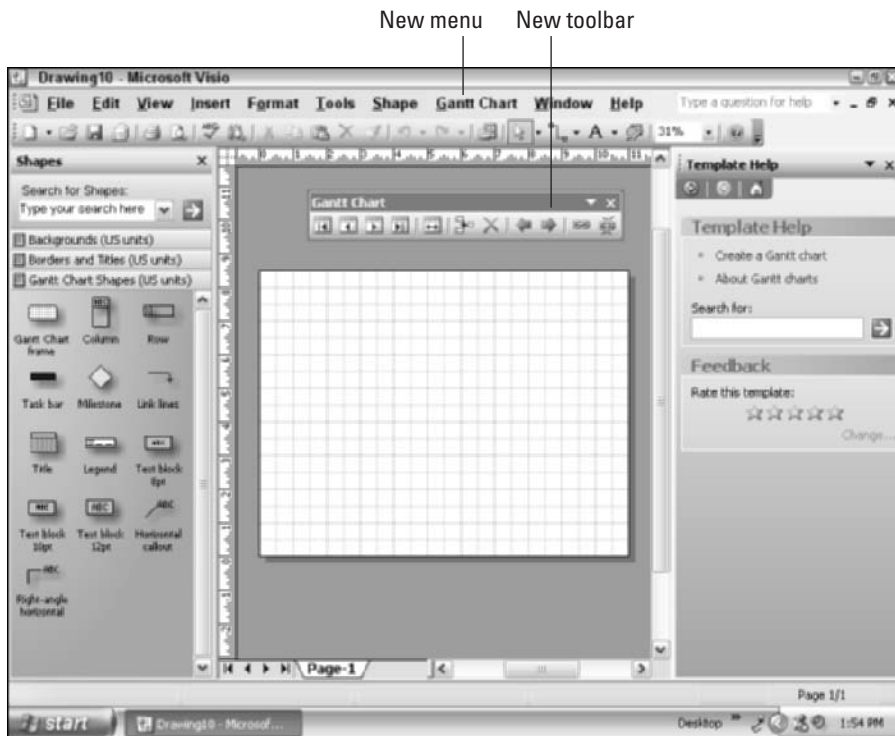 New menu New toolbar
Drawing10 - Microsoft Visio
File Edit View Insert Format Tools Shape Gantt Chart Window Help Type a question for help
31%
Shapes
Search for Shapes:
Type your search here
Backgrounds (US units)
Borders and Titles (US units)
Gantt Chart Shapes (US units)
Gantt Chart frame
Column
Row
Task bar
Milestone
Link lines
Title
Legend
Text block 8pt
Text block 10pt
Text block 12pt
Horizontal callout
Right-angle horizontal
Gantt Chart
Template Help
Template Help
Create a Gantt chart
About Gantt charts
Search for:
Feedback
Rate this template:
Change...
Page-1
Page 1/1
start
Drawing10 - Microsof...
Desktop
1:54 PM